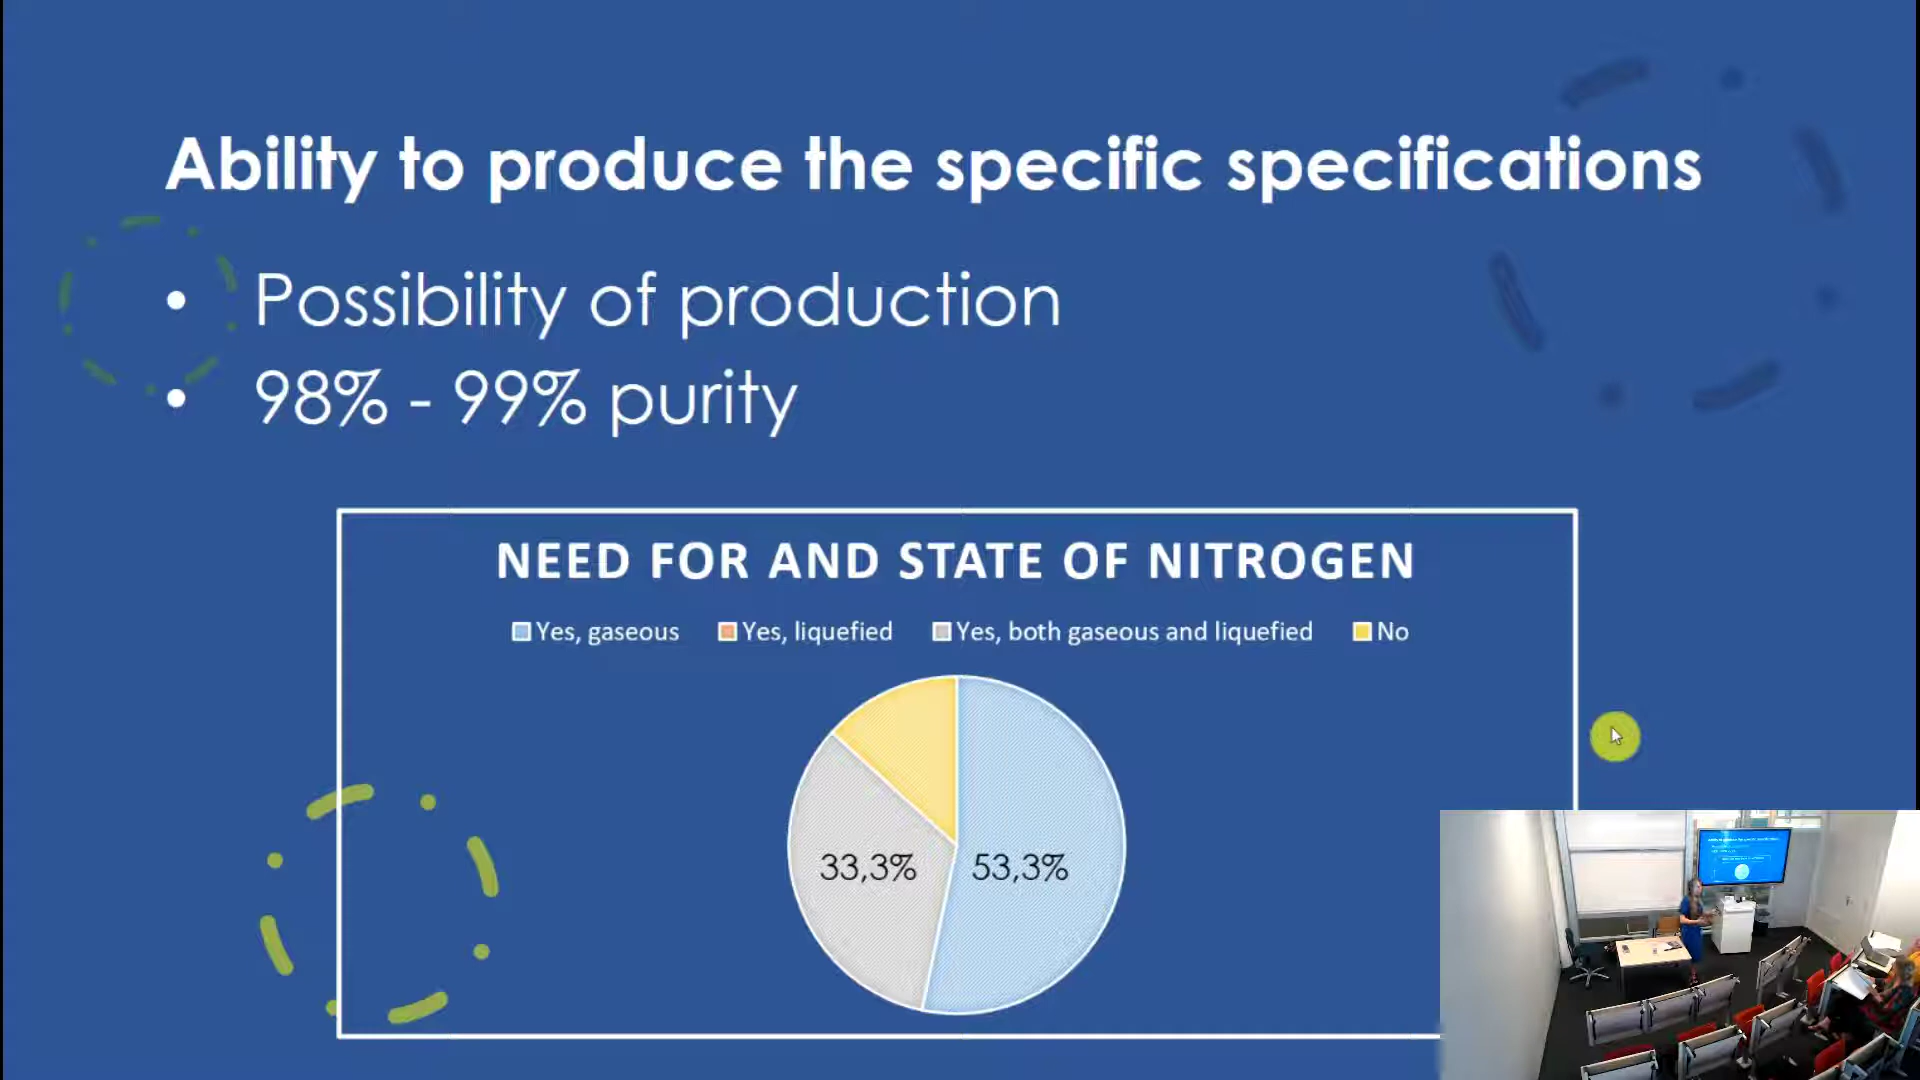 Ability to produce the specific specifications
• Possibility of production
• 98% - 99% purity
NEED FOR AND STATE OF NITROGEN
Yes, gaseous Yes, liquefied Yes, both gaseous and liquefied No
33,3% 53,3%